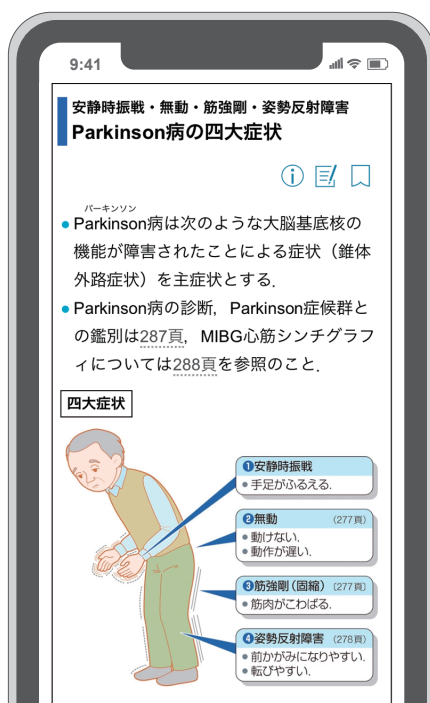 9:41
安静時振戦・無動・筋強剛・姿勢反射障害
Parkinson病の四大症状
パーキンソン
● Parkinson病は次のような大脳基底核の
機能が障害されたことによる症状（錐体
外路症状）を主症状とする．
● Parkinson病の診断，Parkinson症候群と
の鑑別は287頁，MIBG心筋シンチグラフ
ィについては288頁を参照のこと．
四大症状
❶安静時振戦
● 手足がふるえる．
❷無動 (277頁)
● 動けない．
● 動作が遅い．
❸筋強剛（固縮） (277頁)
● 筋肉がこわばる．
❹姿勢反射障害 (278頁)
● 前かがみになりやすい．
● 転びやすい．